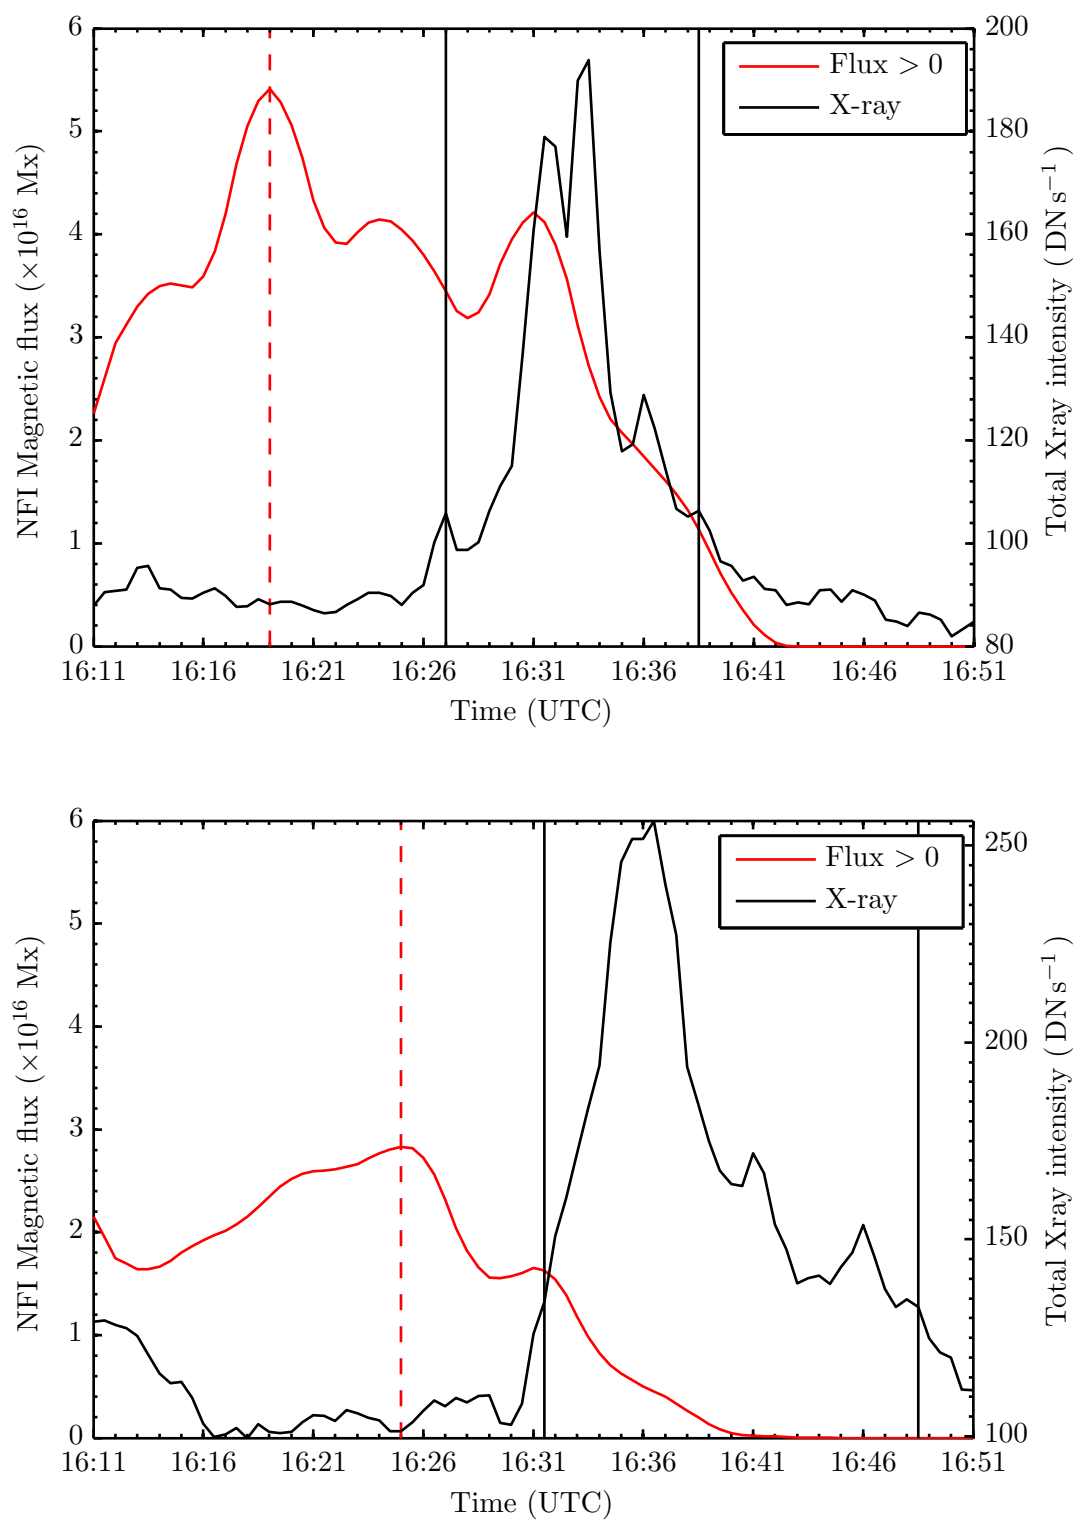 6
5
4
3
2
1
0
NFI Magnetic flux (×10¹⁶ Mx)
200
180
160
140
120
100
80
Total Xray intensity ( DN s⁻¹ )
Flux > 0
X-ray
16:11 16:16 16:21 16:26 16:31 16:36 16:41 16:46 16:51
Time (UTC)
6
5
4
3
2
1
0
NFI Magnetic flux (×10¹⁶ Mx)
250
200
150
100
Total Xray intensity ( DN s⁻¹ )
Flux > 0
X-ray
16:11 16:16 16:21 16:26 16:31 16:36 16:41 16:46 16:51
Time (UTC)